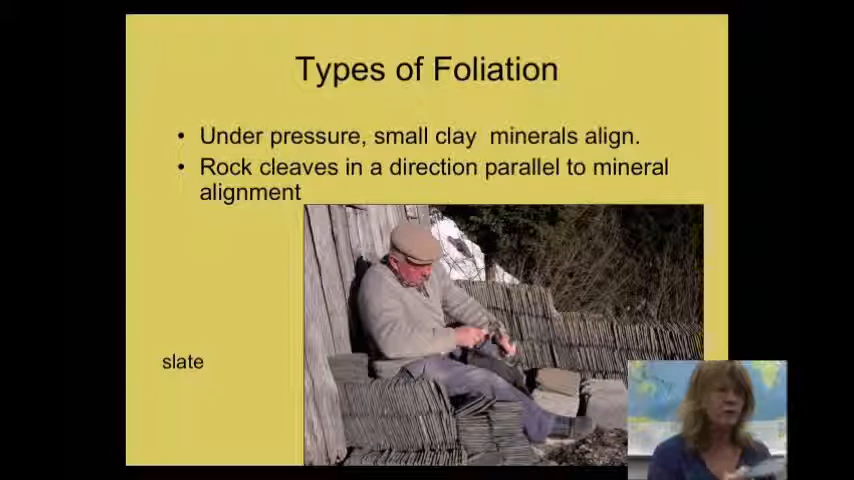 Types of Foliation
• Under pressure, small clay  minerals align.
• Rock cleaves in a direction parallel to mineral
alignment
slate